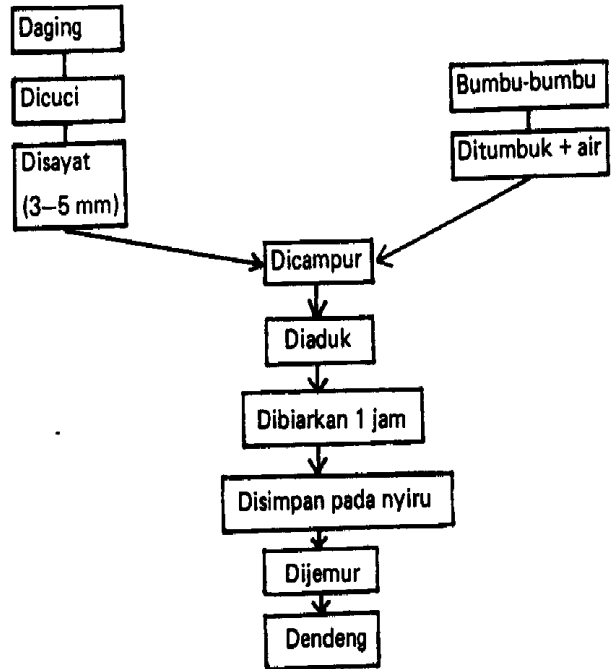 Daging
Dicuci
Disayat
(3–5 mm)
Bumbu-bumbu
Ditumbuk + air
Dicampur
Diaduk
Dibiarkan 1 jam
Disimpan pada nyiru
Dijemur
Dendeng